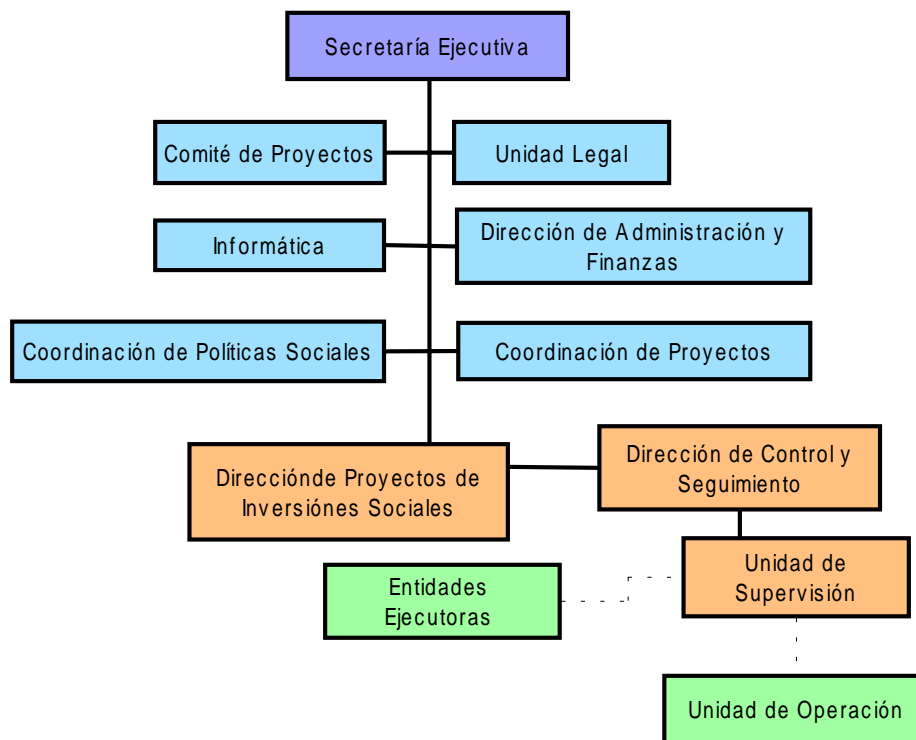 Secretaría Ejecutiva
Comité de Proyectos
Unidad Legal
Informática
Dirección de Administración y
Finanzas
Coordinación de Políticas Sociales
Coordinación de Proyectos
Direcciónde Proyectos de
Inversiónes Sociales
Dirección de Control y
Seguimiento
Unidad de
Supervisión
Entidades
Ejecutoras
Unidad de Operación